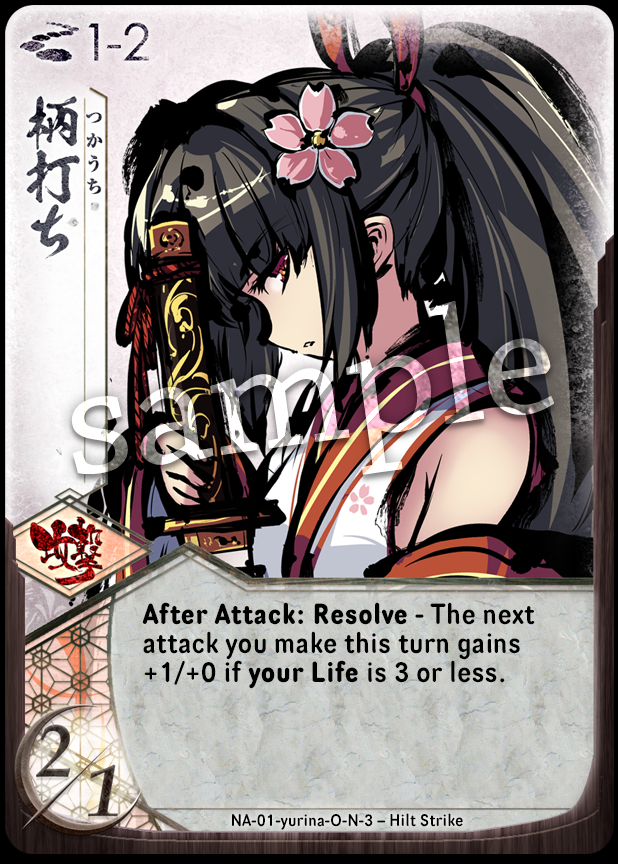 1-2
柄打ち
つかうち
sample
攻撃
After Attack: Resolve - The next
attack you make this turn gains
+1/+0 if your Life is 3 or less.
2/1
NA-01-yurina-O-N-3 – Hilt Strike